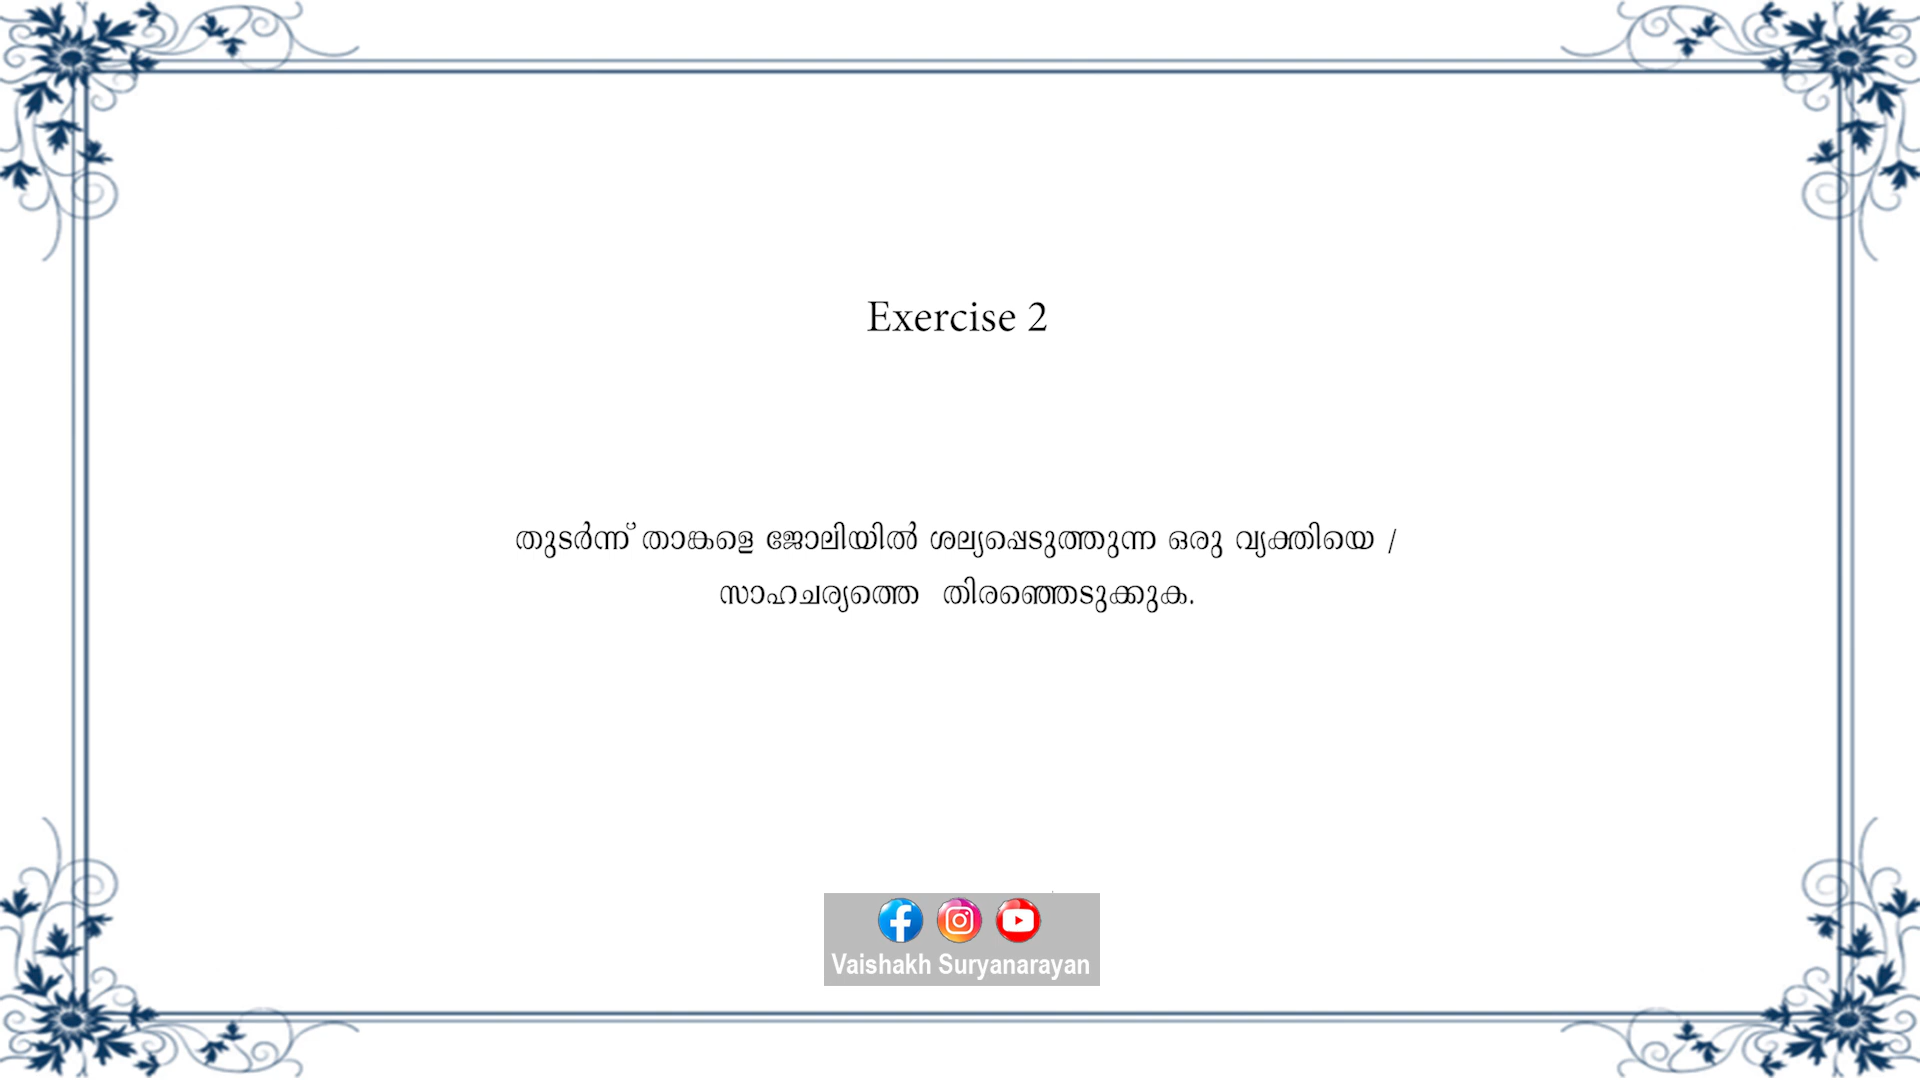 Exercise 2
തുടർന്ന് താങ്കളെ ജോലിയിൽ ശല്യപ്പെടുത്തുന്ന ഒരു വ്യക്തിയെ /
സാഹചര്യത്തെ തിരഞ്ഞെടുക്കുക.
Vaishakh Suryanarayan